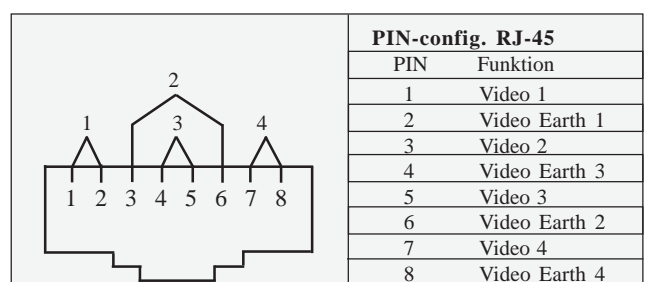 2
1 3 4
1 2 3 4 5 6 7 8
PIN-config. RJ-45
PIN Funktion
1 Video 1
2 Video Earth 1
3 Video 2
4 Video Earth 3
5 Video 3
6 Video Earth 2
7 Video 4
8 Video Earth 4